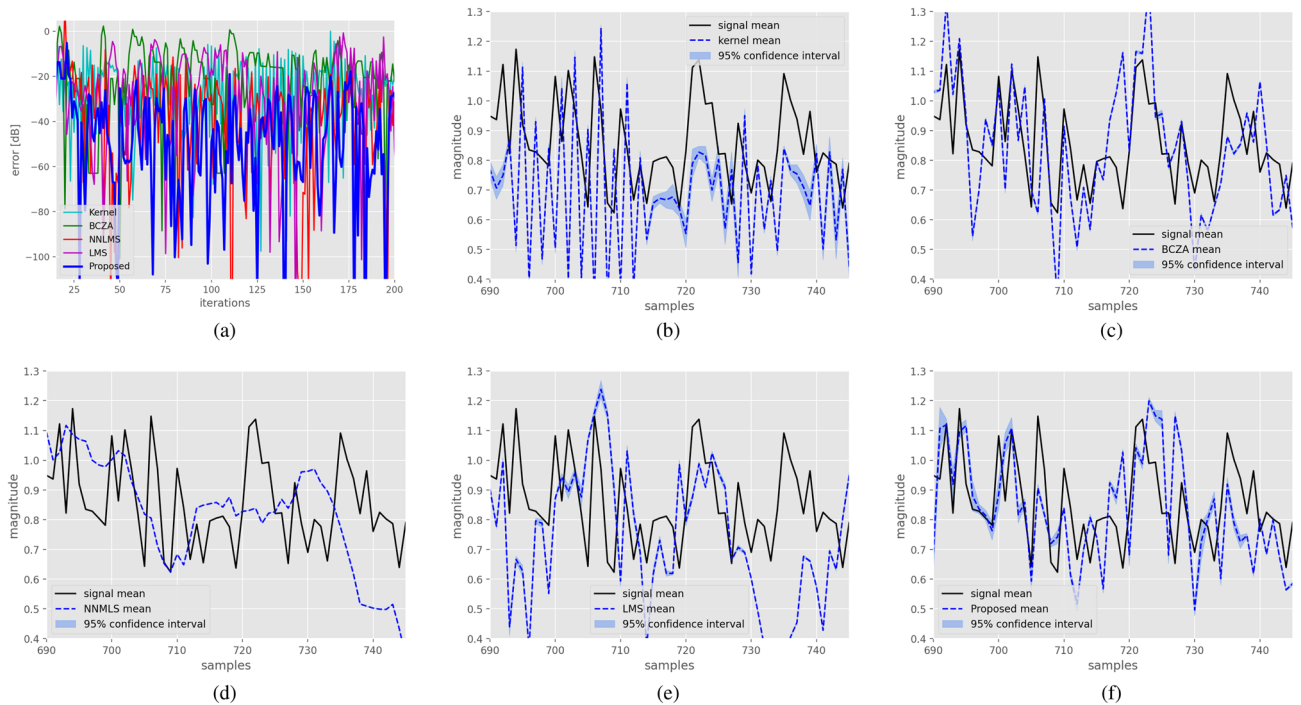 0
−20
−40
−60
−80
−100
error [dB]
Kernel
BCZA
NNLMS
LMS
Proposed
25 50 75 100 125 150 175 200
iterations
(a)
1.3
1.2
1.1
1.0
0.9
0.8
0.7
0.6
0.5
0.4
magnitude
signal mean
kernel mean
95% confidence interval
690 700 710 720 730 740
samples
(b)
1.3
1.2
1.1
1.0
0.9
0.8
0.7
0.6
0.5
0.4
magnitude
signal mean
BCZA mean
95% confidence interval
690 700 710 720 730 740
samples
(c)
1.3
1.2
1.1
1.0
0.9
0.8
0.7
0.6
0.5
0.4
magnitude
signal mean
NNMLS mean
95% confidence interval
690 700 710 720 730 740
samples
(d)
1.3
1.2
1.1
1.0
0.9
0.8
0.7
0.6
0.5
0.4
magnitude
signal mean
LMS mean
95% confidence interval
690 700 710 720 730 740
samples
(e)
1.3
1.2
1.1
1.0
0.9
0.8
0.7
0.6
0.5
0.4
magnitude
signal mean
Proposed mean
95% confidence interval
690 700 710 720 730 740
samples
(f)